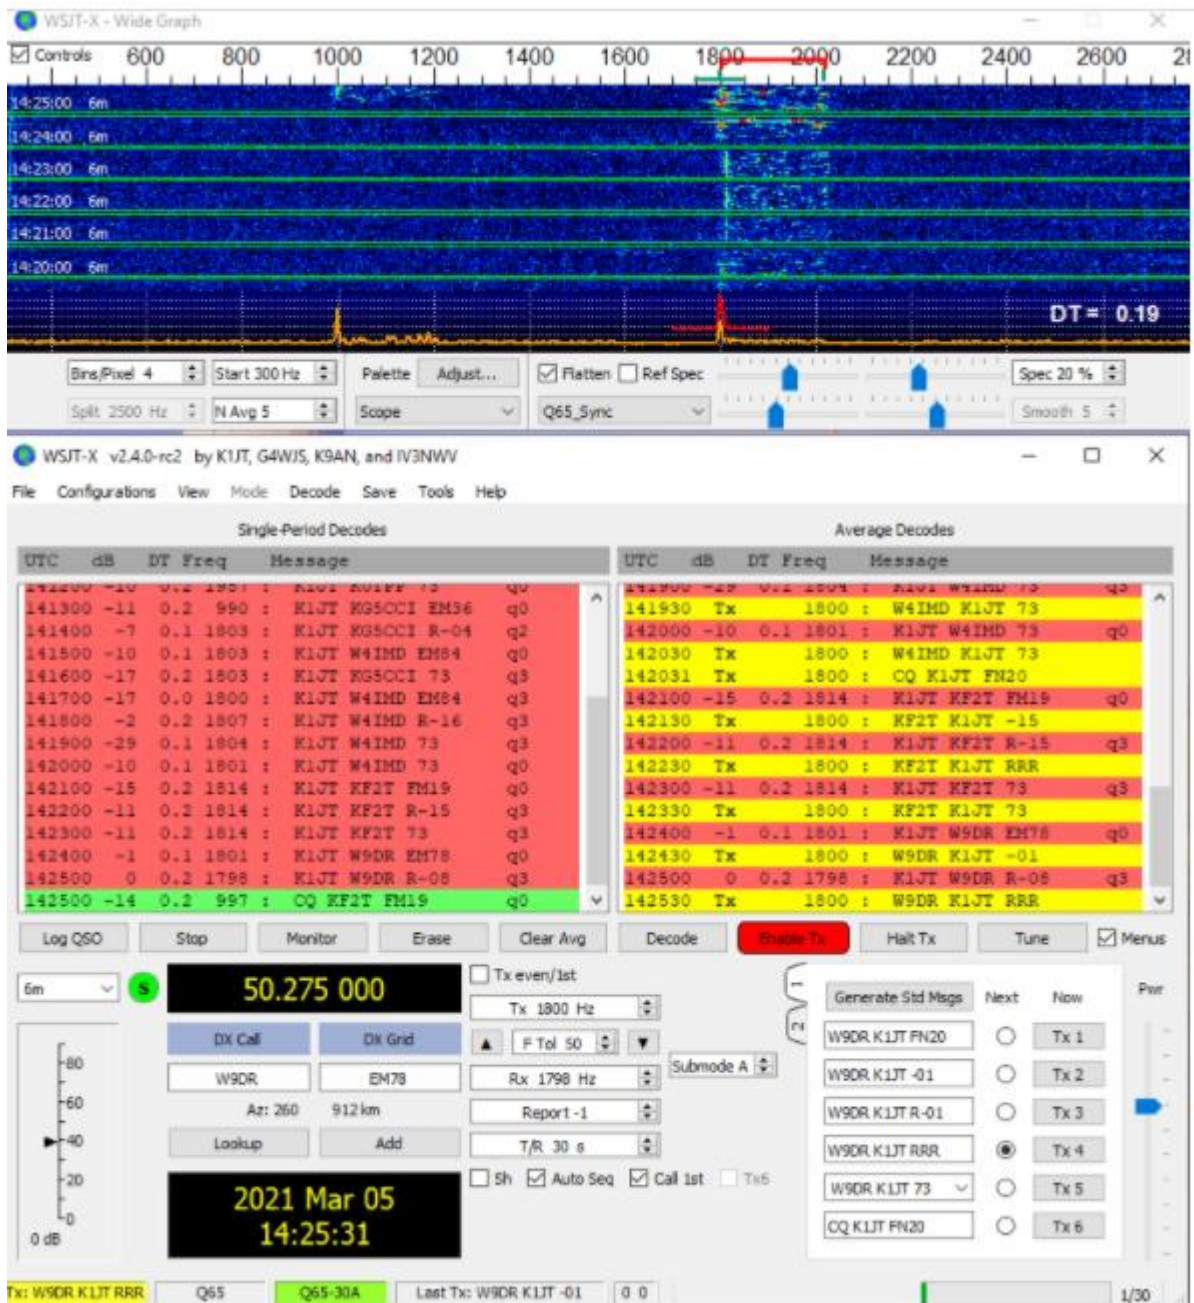 WSJT-X - Wide Graph
Controls 600 800 1000 1200 1400 1600 1800 2000 2200 2400 2600
14:25:00 6m
14:24:00 6m
14:23:00 6m
14:22:00 6m
14:21:00 6m
14:20:00 6m
DT = 0.19
Bins/Pixel 4 Start 300 Hz Palette Adjust... Flatten Ref Spec Spec 20 %
Split 2500 Hz N Avg 5 Scope Q65_Sync Smooth 5
WSJT-X v2.4.0-rc2 by K1JT, G4WJS, K9AN, and IV3NWV
File Configurations View Mode Decode Save Tools Help
Single-Period Decodes
UTC dB DT Freq Message
141300 -11 0.2 990 : K1JT KG5CCI EM36 q0
141400 -7 0.1 1803 : K1JT KG5CCI R-04 q2
141500 -10 0.1 1803 : K1JT W4IMD EM84 q0
141600 -17 0.2 1803 : K1JT KG5CCI 73 q3
141700 -17 0.0 1800 : K1JT W4IMD EM84 q3
141800 -2 0.2 1807 : K1JT W4IMD R-16 q3
141900 -29 0.1 1804 : K1JT W4IMD 73 q3
142000 -10 0.1 1801 : K1JT W4IMD 73 q0
142100 -15 0.2 1814 : K1JT KF2T FM19 q0
142200 -11 0.2 1814 : K1JT KF2T R-15 q3
142300 -11 0.2 1814 : K1JT KF2T 73 q3
142400 -1 0.1 1801 : K1JT W9DR EM78 q0
142500 0 0.2 1798 : K1JT W9DR R-08 q3
142500 -14 0.2 997 : CQ KF2T FM19 q0
Average Decodes
UTC dB DT Freq Message
141900 -29 0.1 1804 : K1JT W4IMD 73 q3
141930 Tx 1800 : W4IMD K1JT 73
142000 -10 0.1 1801 : K1JT W4IMD 73 q0
142030 Tx 1800 : W4IMD K1JT 73
142031 Tx 1800 : CQ K1JT FN20
142100 -15 0.2 1814 : K1JT KF2T FM19 q0
142130 Tx 1800 : KF2T K1JT -15
142200 -11 0.2 1814 : K1JT KF2T R-15 q3
142230 Tx 1800 : KF2T K1JT RRR
142300 -11 0.2 1814 : K1JT KF2T 73 q3
142330 Tx 1800 : KF2T K1JT 73
142400 -1 0.1 1801 : K1JT W9DR EM78 q0
142430 Tx 1800 : W9DR K1JT -01
142500 0 0.2 1798 : K1JT W9DR R-08 q3
142530 Tx 1800 : W9DR K1JT RRR
Log QSO Stop Monitor Erase Clear Avg Decode Enable Tx Halt Tx Tune Menus
6m S 50.275 000
DX Call DX Grid
W9DR EM78
Az: 260 912 km
Lookup Add
2021 Mar 05
14:25:31
-80
-60
-40
-20
-0
0 dB
Tx even/1st
Tx 1800 Hz
F Tol 50
Rx 1798 Hz
Submode A
Report -1
T/R 30 s
Sh Auto Seq Call 1st Tx6
1
2
Generate Std Msgs Next Now Pwr
W9DR K1JT FN20 Tx 1
W9DR K1JT -01 Tx 2
W9DR K1JT R-01 Tx 3
W9DR K1JT RRR Tx 4
W9DR K1JT 73 Tx 5
CQ K1JT FN20 Tx 6
Tx: W9DR K1JT RRR Q65 Q65-30A Last Tx: W9DR K1JT -01 0 0 1/30